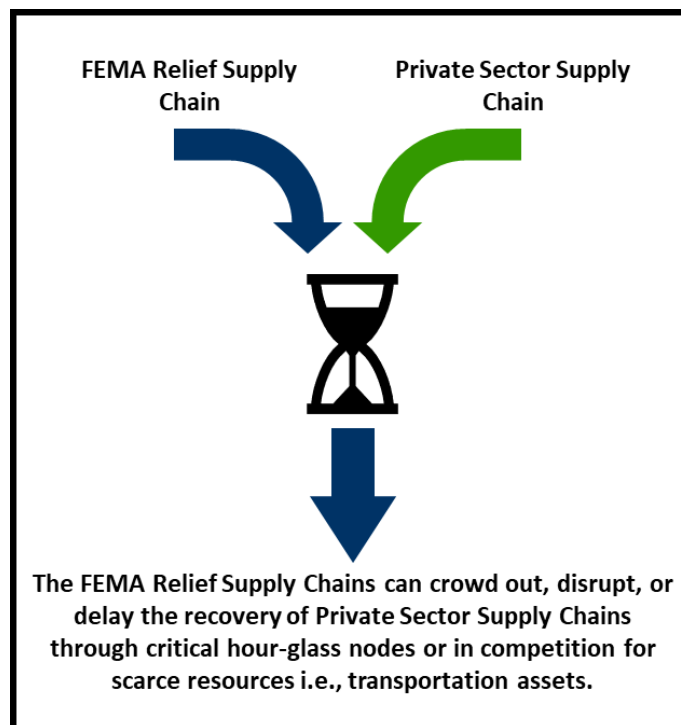 FEMA Relief Supply
Chain
Private Sector Supply
Chain
The FEMA Relief Supply Chains can crowd out, disrupt, or
delay the recovery of Private Sector Supply Chains
through critical hour-glass nodes or in competition for
scarce resources i.e., transportation assets.